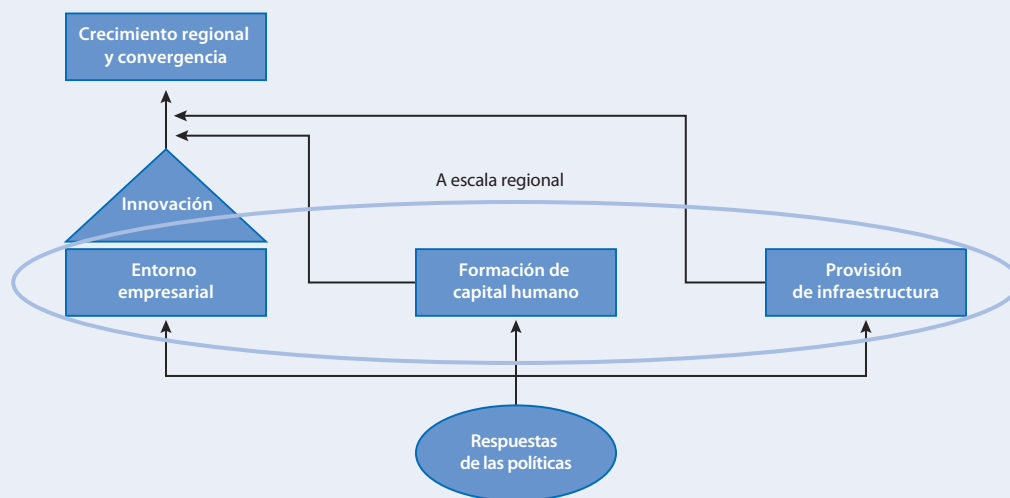 Crecimiento regional
y convergencia
A escala regional
Innovación
Entorno
empresarial
Formación de
capital humano
Provisión
de infraestructura
Respuestas
de las políticas